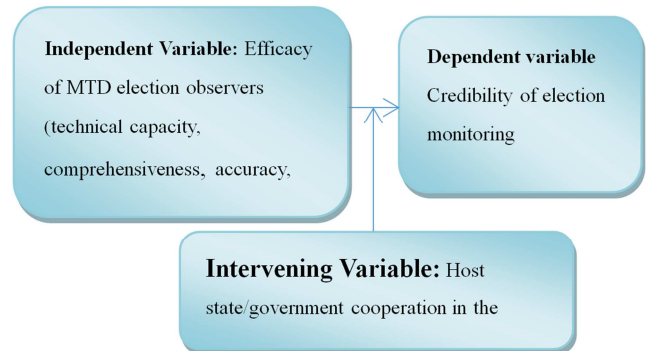 Independent Variable: Efficacy
of MTD election observers
(technical capacity,
comprehensiveness, accuracy,
Dependent variable
Credibility of election
monitoring
Intervening Variable: Host
state/government cooperation in the